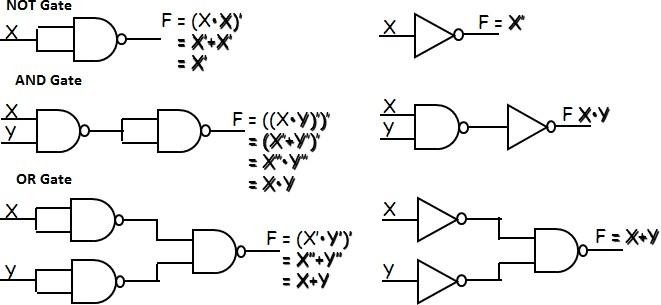 NOT Gate
X
F = (X·X)'
= X'+X'
= X'
X
F = X'
AND Gate
X
Y
F = ((X·Y)')'
= (X'+Y')'
= X''·Y''
= X·Y
X
Y
F X·Y
OR Gate
X
Y
F = (X'·Y')'
= X''+Y''
= X+Y
X
Y
F = X+Y